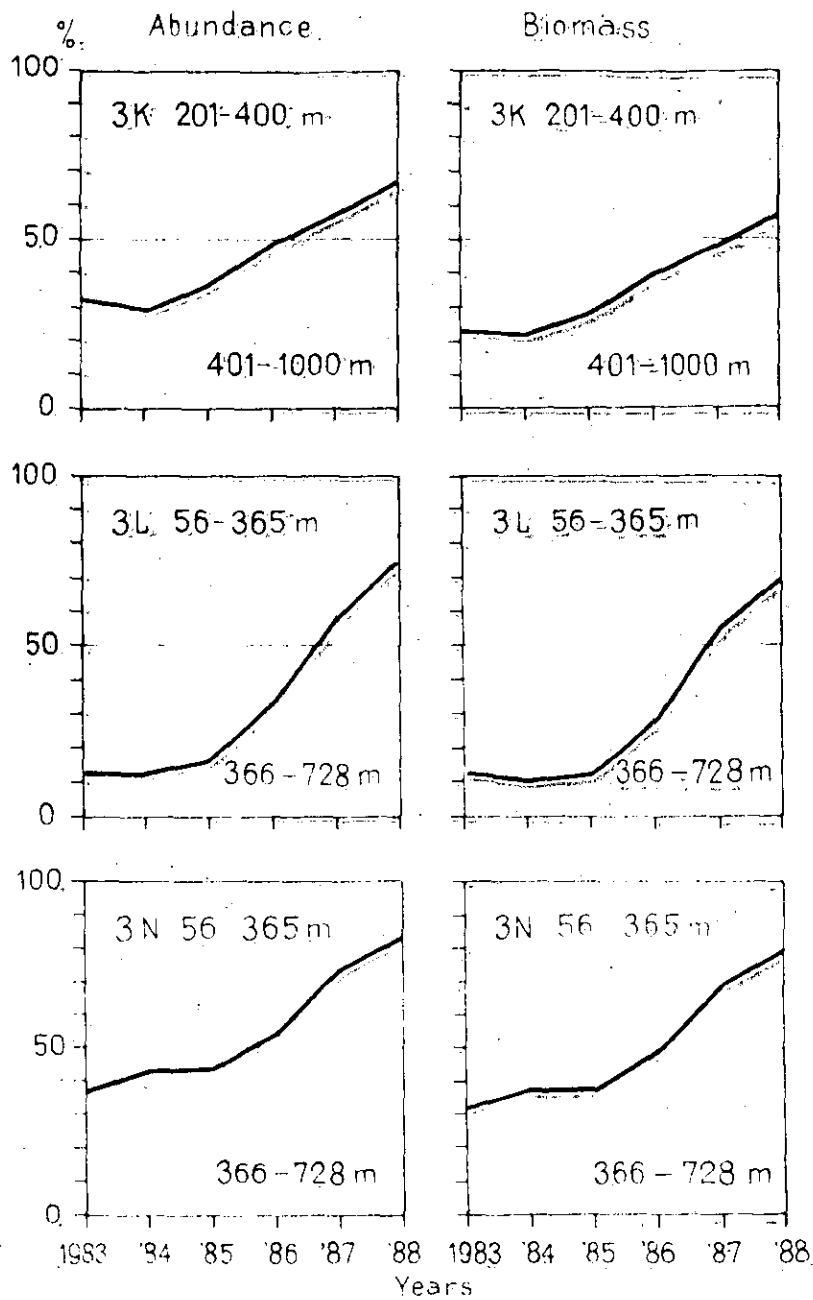 Abundance Biomass
%
100
3K 201-400 m 3K 201-400 m
50
401-1000 m 401-1000 m
0
100
3L 56-365 m 3L 56-365 m
50
366-728 m 366-728 m
0
100
3N 56 365 m 3N 56 365 m
50
366-728 m 366-728 m
0
1983 '84 '85 '86 '87 '88 1983 '84 '85 '86 '87 '88
Years